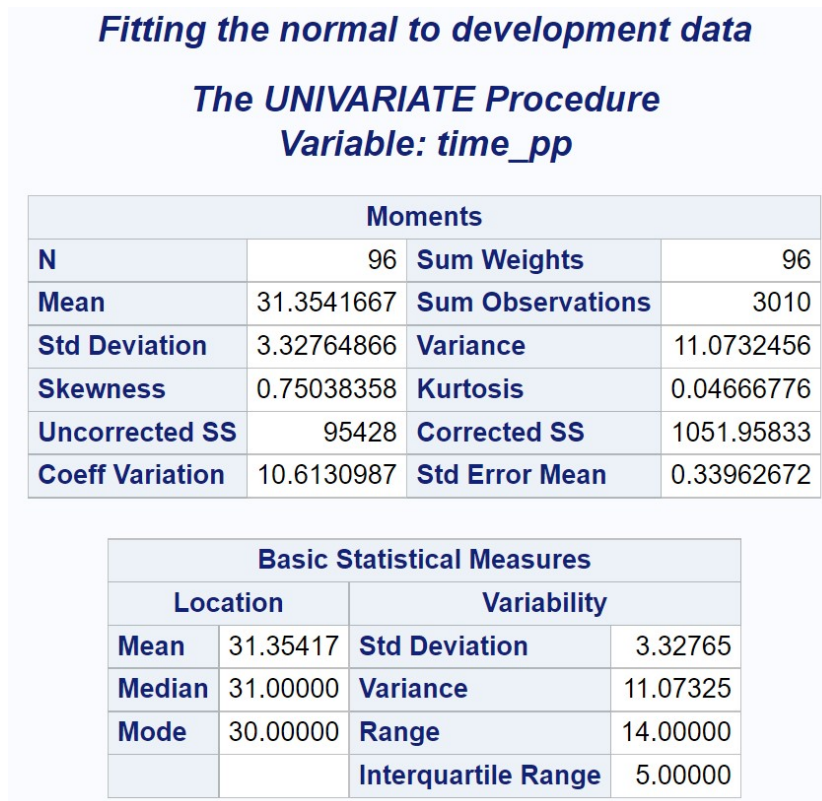 Fitting the normal to development data
The UNIVARIATE Procedure
Variable: time_pp
Moments
N 96 Sum Weights 96
Mean 31.3541667 Sum Observations 3010
Std Deviation 3.32764866 Variance 11.0732456
Skewness 0.75038358 Kurtosis 0.04666776
Uncorrected SS 95428 Corrected SS 1051.95833
Coeff Variation 10.6130987 Std Error Mean 0.33962672
Basic Statistical Measures
Location Variability
Mean 31.35417 Std Deviation 3.32765
Median 31.00000 Variance 11.07325
Mode 30.00000 Range 14.00000
Interquartile Range 5.00000